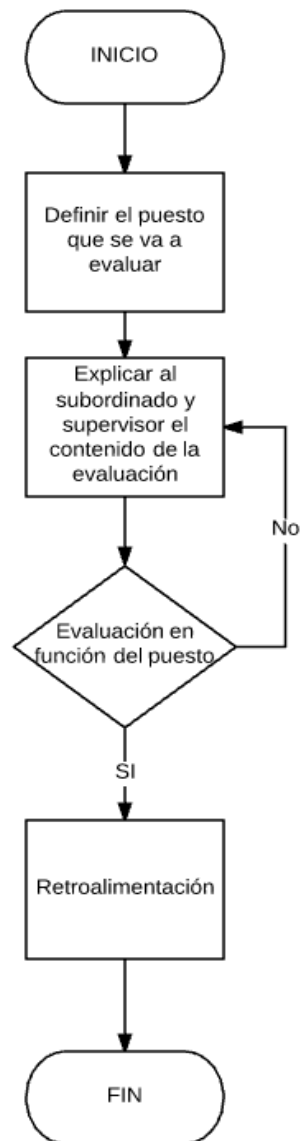 INICIO
Definir el puesto
que se va a
evaluar
Explicar al
subordinado y
supervisor el
contenido de la
evaluación
No
Evaluación en
función del puesto
SI
Retroalimentación
FIN